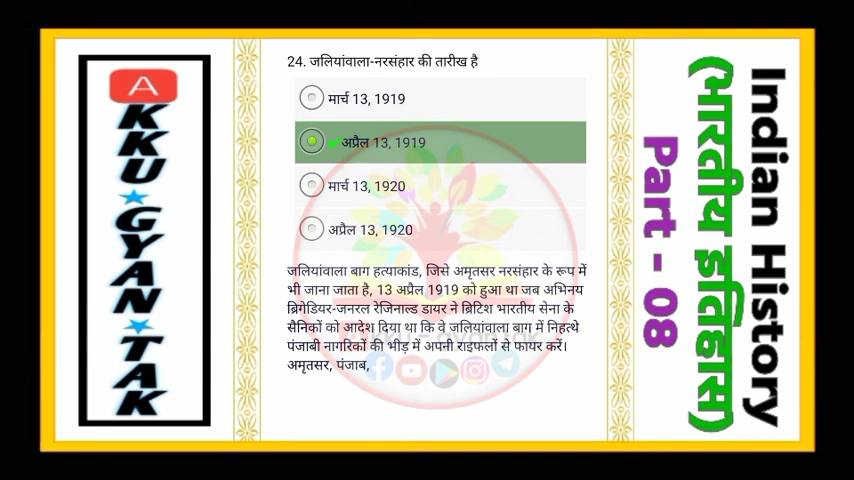 A
KKU
GYAN
TAK
24. जलियांवाला-नरसंहार की तारीख है
मार्च 13, 1919
अप्रैल 13, 1919
मार्च 13, 1920
अप्रैल 13, 1920
जलियांवाला बाग हत्याकांड, जिसे अमृतसर नरसंहार के रूप में
भी जाना जाता है, 13 अप्रैल 1919 को हुआ था जब अभिनय
ब्रिगेडियर-जनरल रेजिनाल्ड डायर ने ब्रिटिश भारतीय सेना के
सैनिकों को आदेश दिया था कि वे जलियांवाला बाग में निहत्थे
पंजाबी नागरिकों की भीड़ में अपनी राइफलों से फायर करें।
अमृतसर, पंजाब,
Indian History
(भारतीय इतिहास)
Part - 08